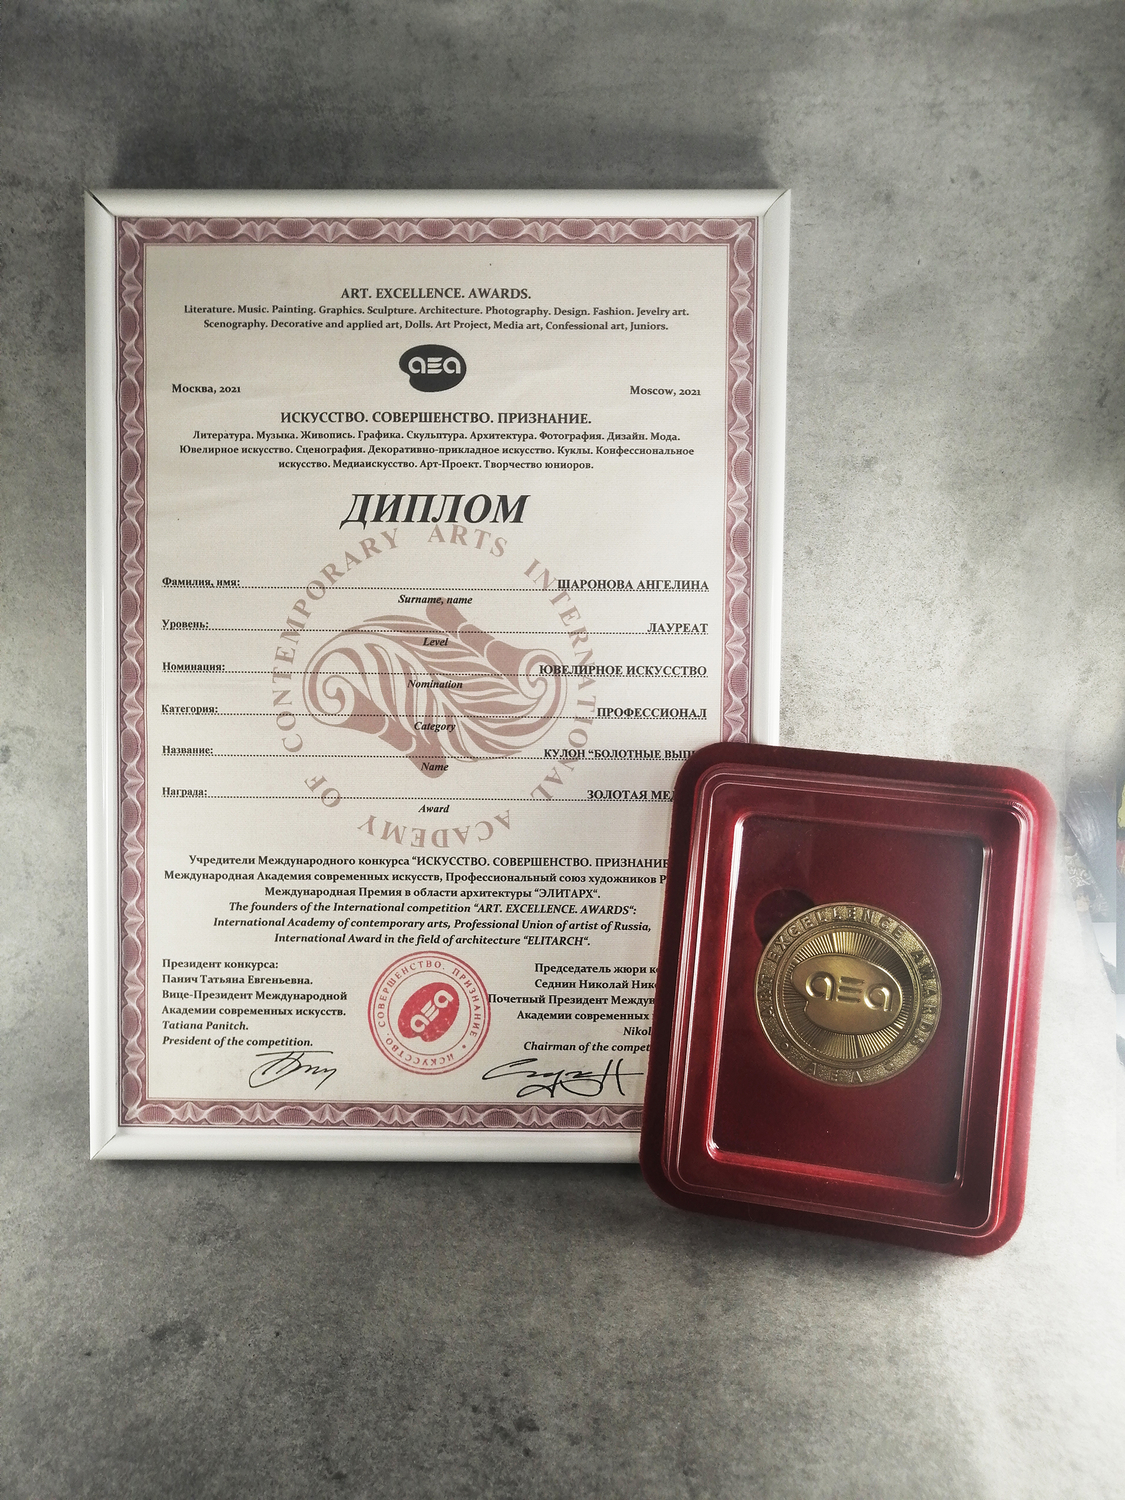 ART. EXCELLENCE. AWARDS.
Literature. Music. Painting. Graphics. Sculpture. Architecture. Photography. Design. Fashion. Jewelry art.
Scenography. Decorative and applied art, Dolls. Art Project, Media art, Confessional art, Juniors.
aea
Москва, 2021
Moscow, 2021
ИСКУССТВО. СОВЕРШЕНСТВО. ПРИЗНАНИЕ.
Литература. Музыка. Живопись. Графика. Скульптура. Архитектура. Фотография. Дизайн. Мода.
Ювелирное искусство. Сценография. Декоративно-прикладное искусство. Куклы. Конфессиональное
искусство. Медиаискусство. Арт-Проект. Творчество юниоров.
ДИПЛОМ
CONTEMPORARY ARTS INTERNATIONAL ACADEMY OF
Фамилия, имя: ШАРОНОВА АНГЕЛИНА
Surname, name
Уровень: ЛАУРЕАТ
Level
Номинация: ЮВЕЛИРНОЕ ИСКУССТВО
Nomination
Категория: ПРОФЕССИОНАЛ
Category
Название: КУЛОН “БОЛОТНЫЕ
Name
Награда: ЗОЛОТАЯ
Award
Учредители Международного конкурса “ИСКУССТВО. СОВЕРШЕНСТВО. ПРИЗНАНИЕ
Международная Академия современных искусств, Профессиональный союз художников
Международная Премия в области архитектуры “ЭЛИТАРХ“.
The founders of the International competition “ART. EXCELLENCE. AWARDS“:
International Academy of contemporary arts, Professional Union of artist of Russia,
International Award in the field of architecture “ELITARCH“.
Президент конкурса:
Панич Татьяна Евгеньевна.
Вице-Президент Международной
Академии современных искусств.
Tatiana Panitch.
President of the competition.
ИСКУССТВО. СОВЕРШЕНСТВО. ПРИЗНАНИЕ
aea
Председатель жюри
Седнин Николай
Почетный Президент
Академии современных
Chairman of the
ART EXCELLENCE AWARDS
aea
A E A